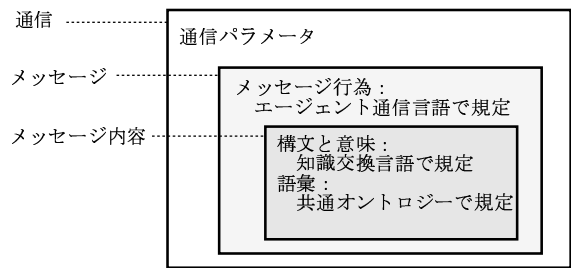 通信
通信パラメータ
メッセージ
メッセージ行為：
エージェント通信言語で規定
メッセージ内容
構文と意味：
知識交換言語で規定
語彙：
共通オントロジーで規定